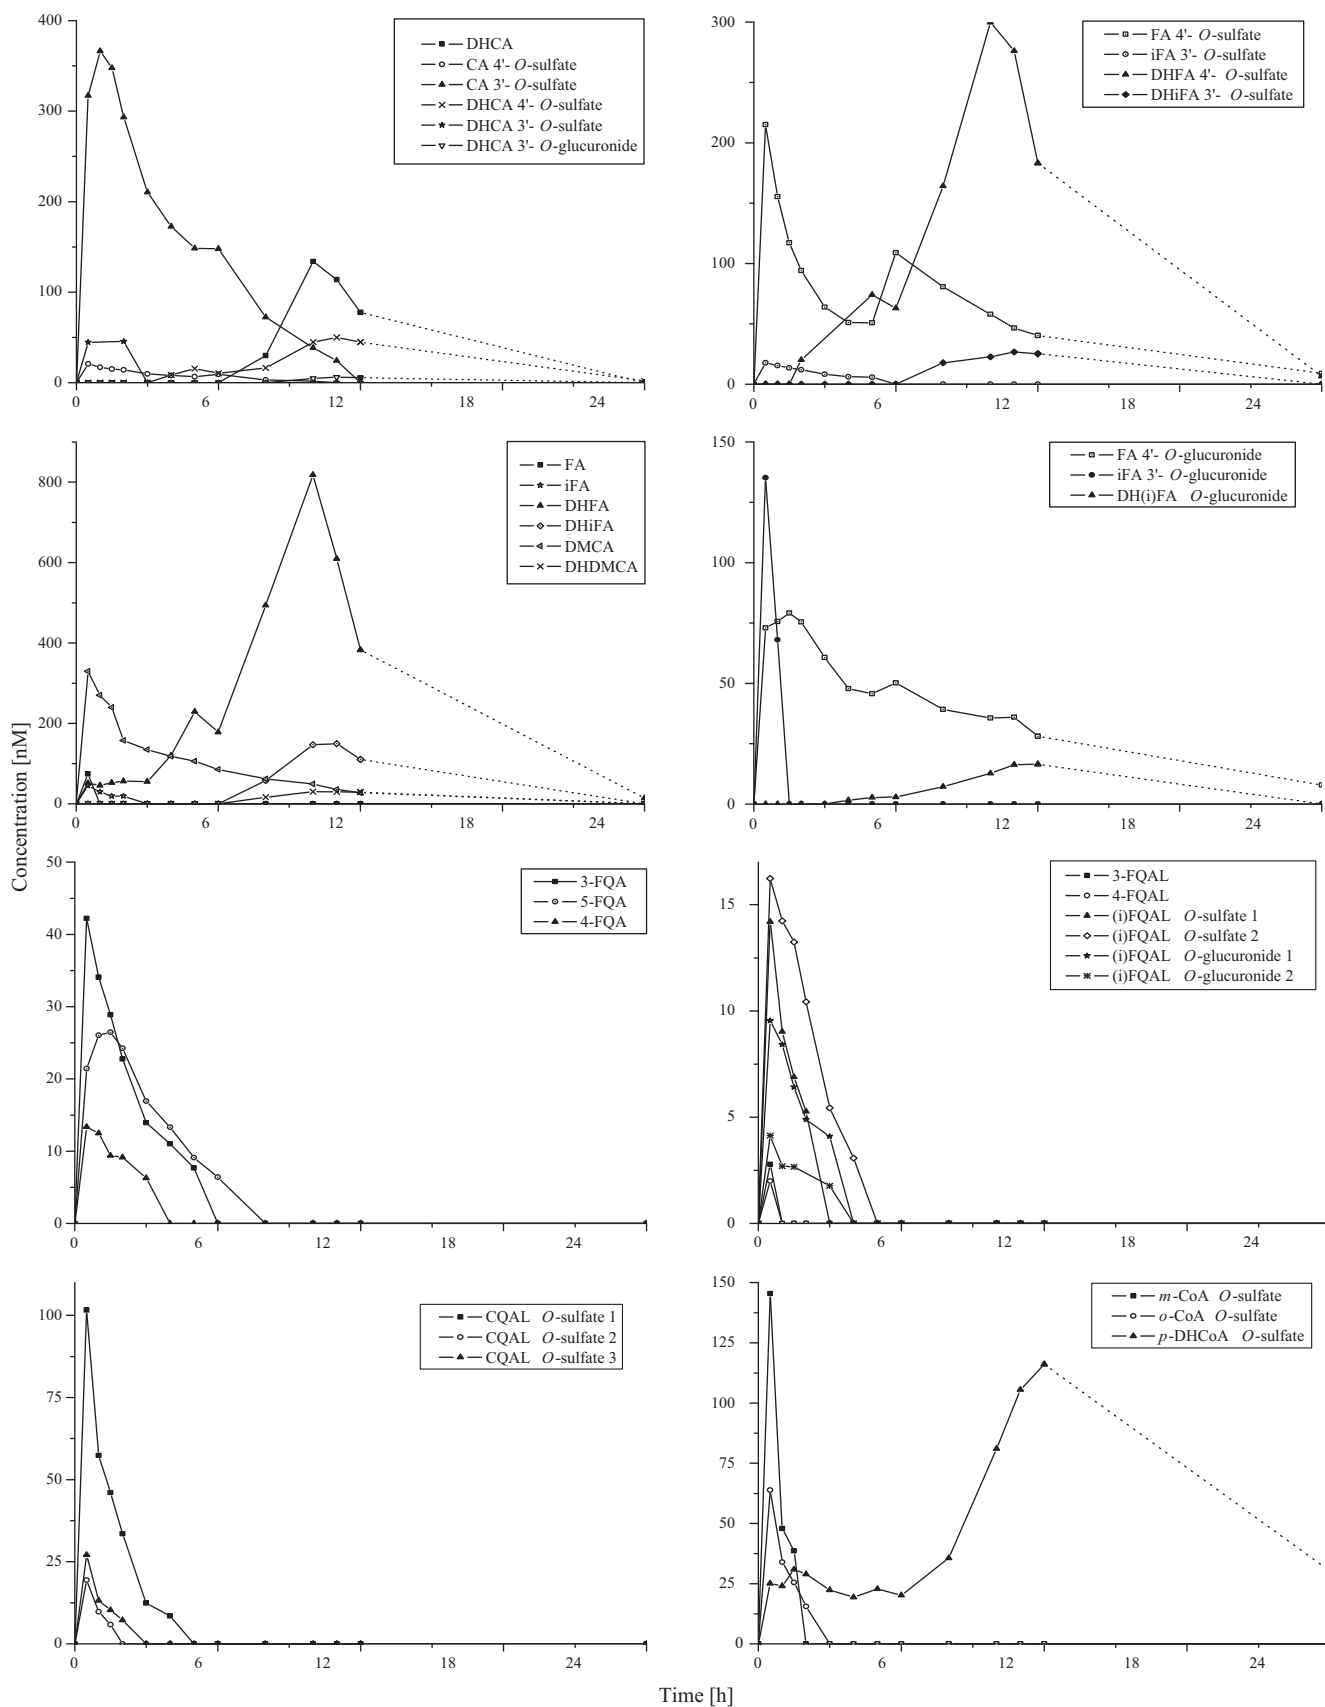 400
300
200
100
0
0 6 12 18 24
DHCA
CA 4'- O-sulfate
CA 3'- O-sulfate
DHCA 4'- O-sulfate
DHCA 3'- O-sulfate
DHCA 3'- O-glucuronide
300
200
100
0
0 6 12 18 24
FA 4'- O-sulfate
iFA 3'- O-sulfate
DHFA 4'- O-sulfate
DHiFA 3'- O-sulfate
800
600
400
200
0
0 6 12 18 24
FA
iFA
DHFA
DHiFA
DMCA
DHDMCA
150
100
50
0
0 6 12 18 24
FA 4'- O-glucuronide
iFA 3'- O-glucuronide
DH(i)FA O-glucuronide
Concentration [nM]
50
40
30
20
10
0
0 6 12 18 24
3-FQA
5-FQA
4-FQA
15
10
5
0
0 6 12 18 24
3-FQAL
4-FQAL
(i)FQAL O-sulfate 1
(i)FQAL O-sulfate 2
(i)FQAL O-glucuronide 1
(i)FQAL O-glucuronide 2
100
75
50
25
0
0 6 12 18 24
CQAL O-sulfate 1
CQAL O-sulfate 2
CQAL O-sulfate 3
150
125
100
75
50
25
0
0 6 12 18 24
m-CoA O-sulfate
o-CoA O-sulfate
p-DHCoA O-sulfate
Time [h]